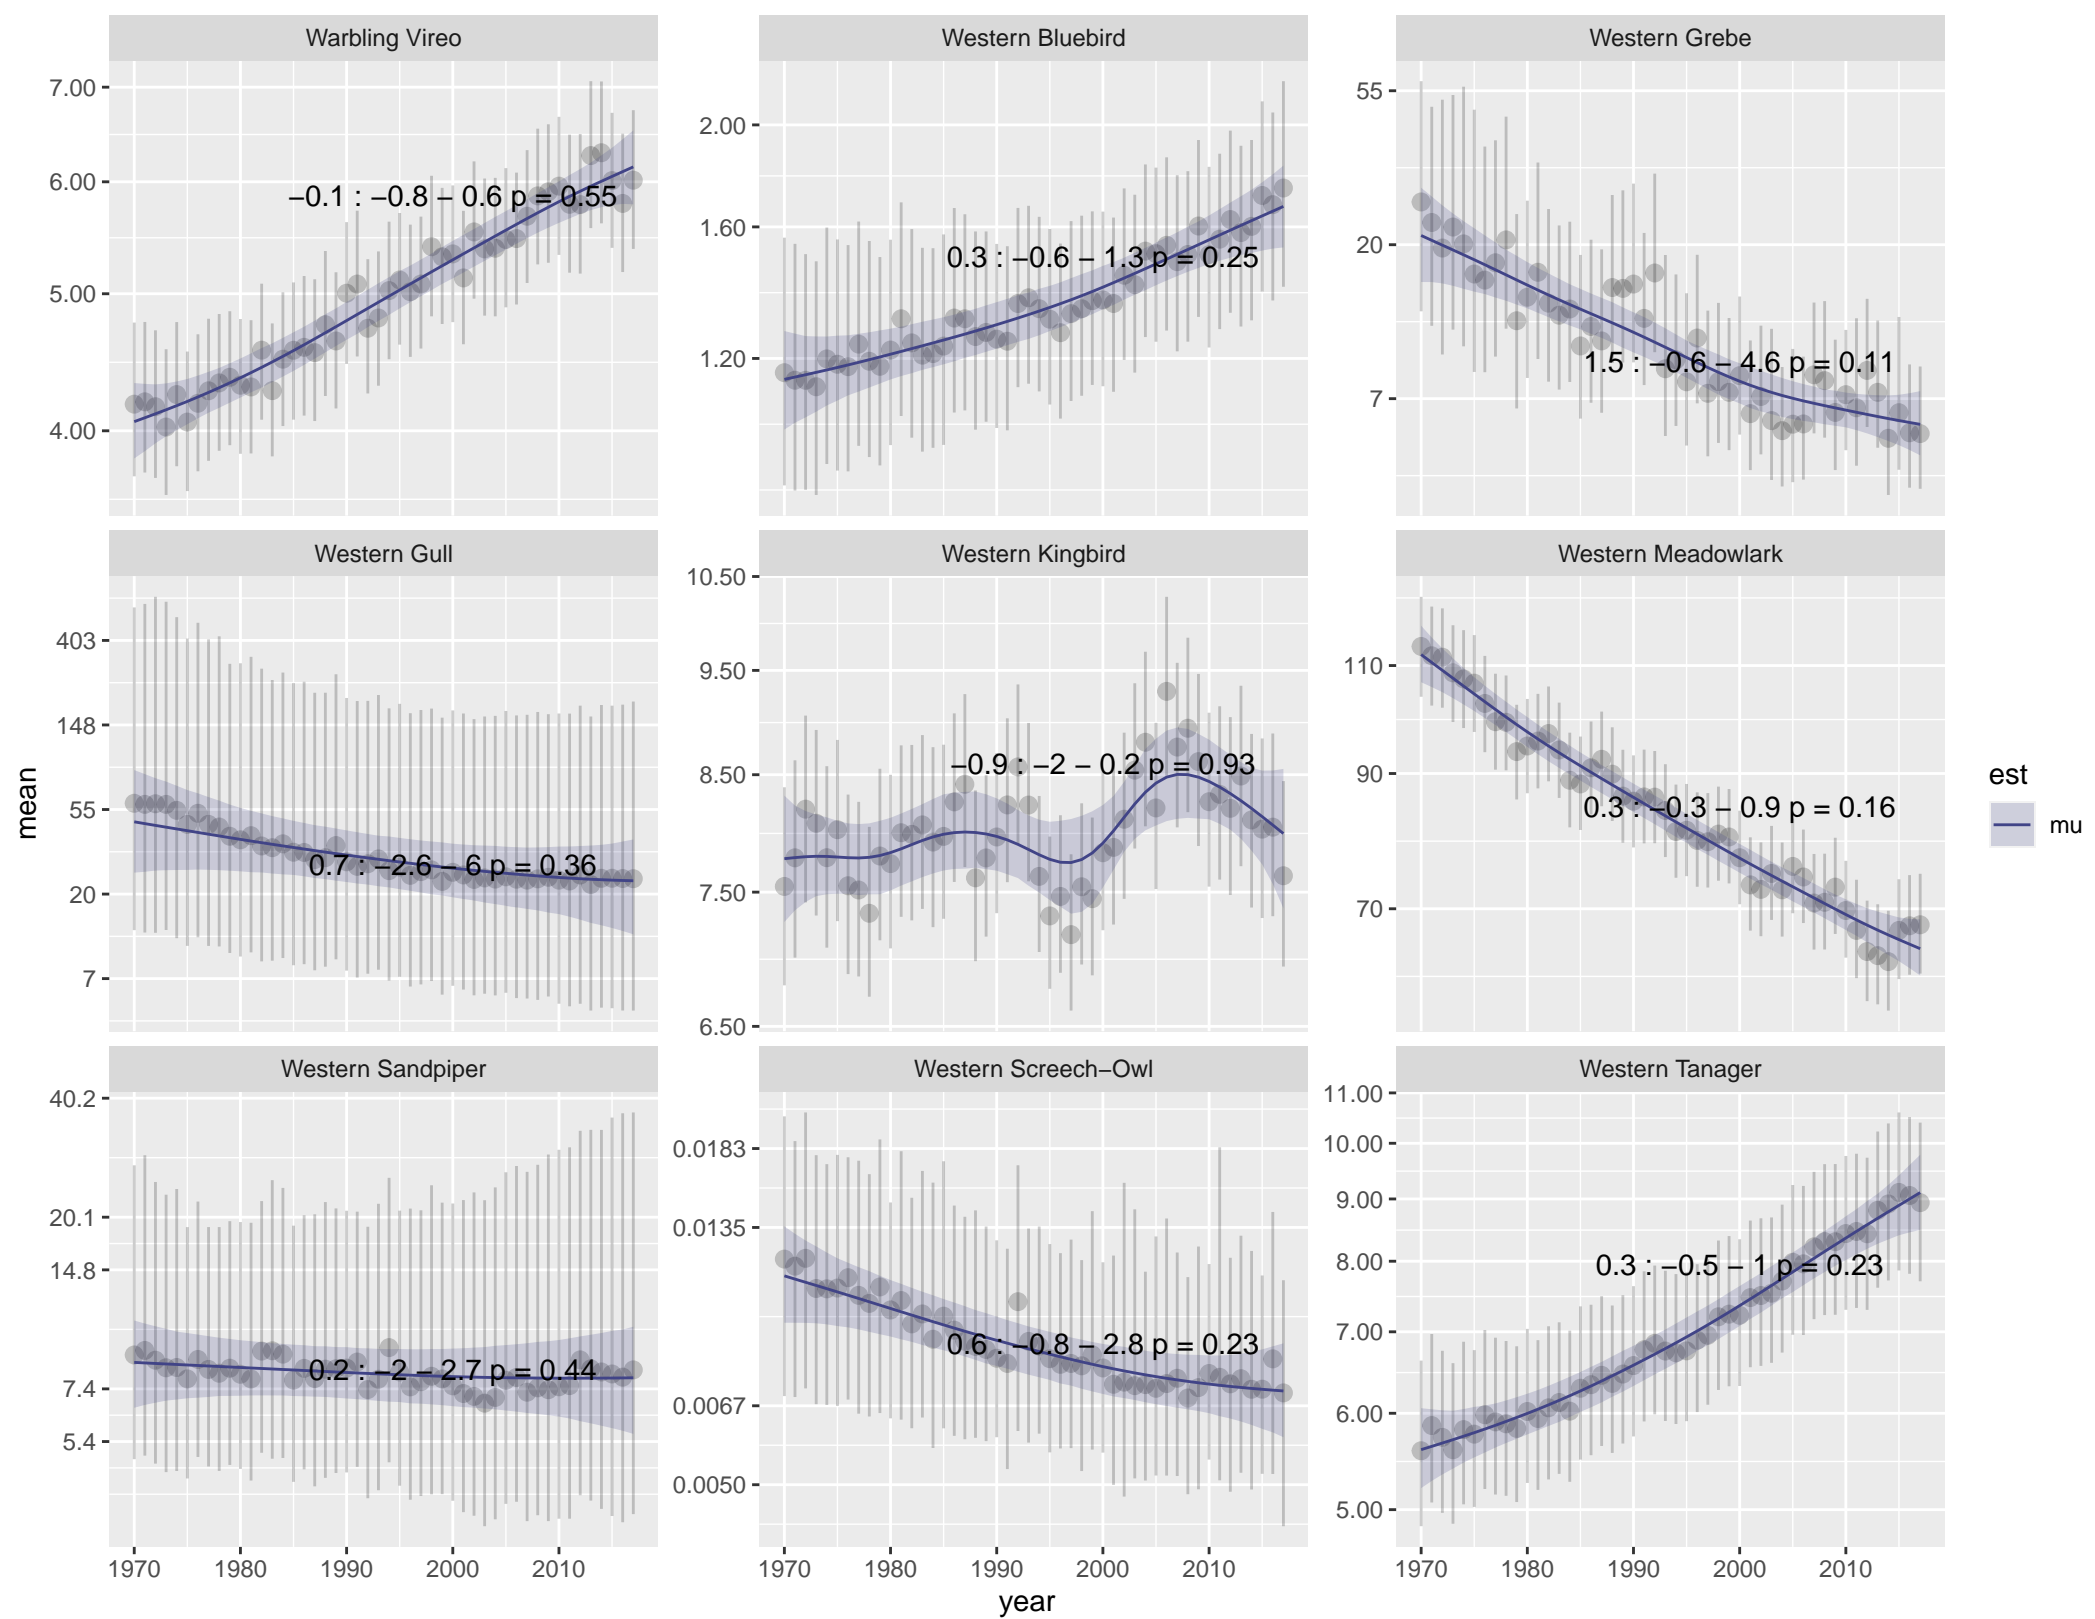 Warbling Vireo
7.00
6.00
5.00
4.00
−0.1 : −0.8 − 0.6 p = 0.55
Western Bluebird
2.00
1.60
1.20
0.3 : −0.6 − 1.3 p = 0.25
Western Grebe
55
20
7
1.5 : −0.6 − 4.6 p = 0.11
Western Gull
403
148
55
20
7
0.7 : −2.6 − 6 p = 0.36
Western Kingbird
10.50
9.50
8.50
7.50
6.50
−0.9 : −2 − 0.2 p = 0.93
Western Meadowlark
110
90
70
0.3 : −0.3 − 0.9 p = 0.16
Western Sandpiper
40.2
20.1
14.8
7.4
5.4
0.2 : −2 − 2.7 p = 0.44
1970 1980 1990 2000 2010
Western Screech−Owl
0.0183
0.0135
0.0067
0.0050
0.6 : −0.8 − 2.8 p = 0.23
1970 1980 1990 2000 2010
Western Tanager
11.00
10.00
9.00
8.00
7.00
6.00
5.00
0.3 : −0.5 − 1 p = 0.23
1970 1980 1990 2000 2010
mean
year
est
mu